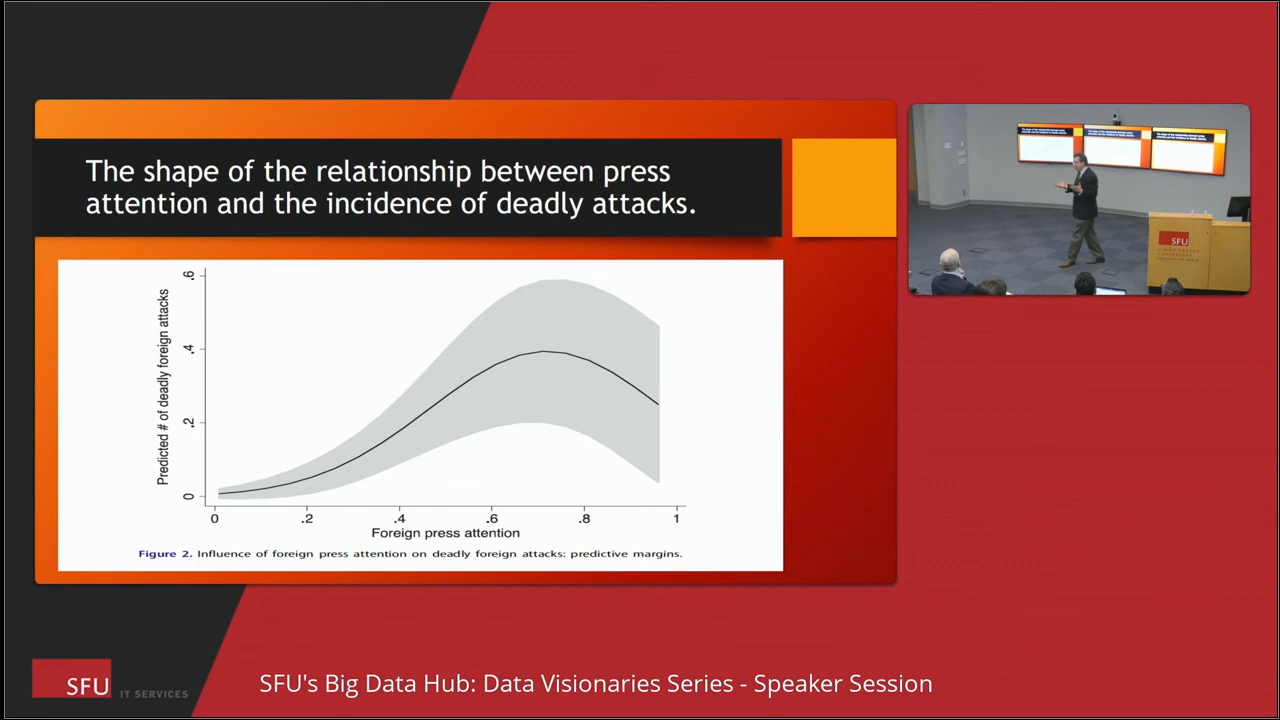 The shape of the relationship between press
attention and the incidence of deadly attacks.
Predicted # of deadly foreign attacks
.6
.4
.2
0
0 .2 .4 .6 .8 1
Foreign press attention
Figure 2. Influence of foreign press attention on deadly foreign attacks: predictive margins.
SFU
SFU IT SERVICES
SFU's Big Data Hub: Data Visionaries Series - Speaker Session